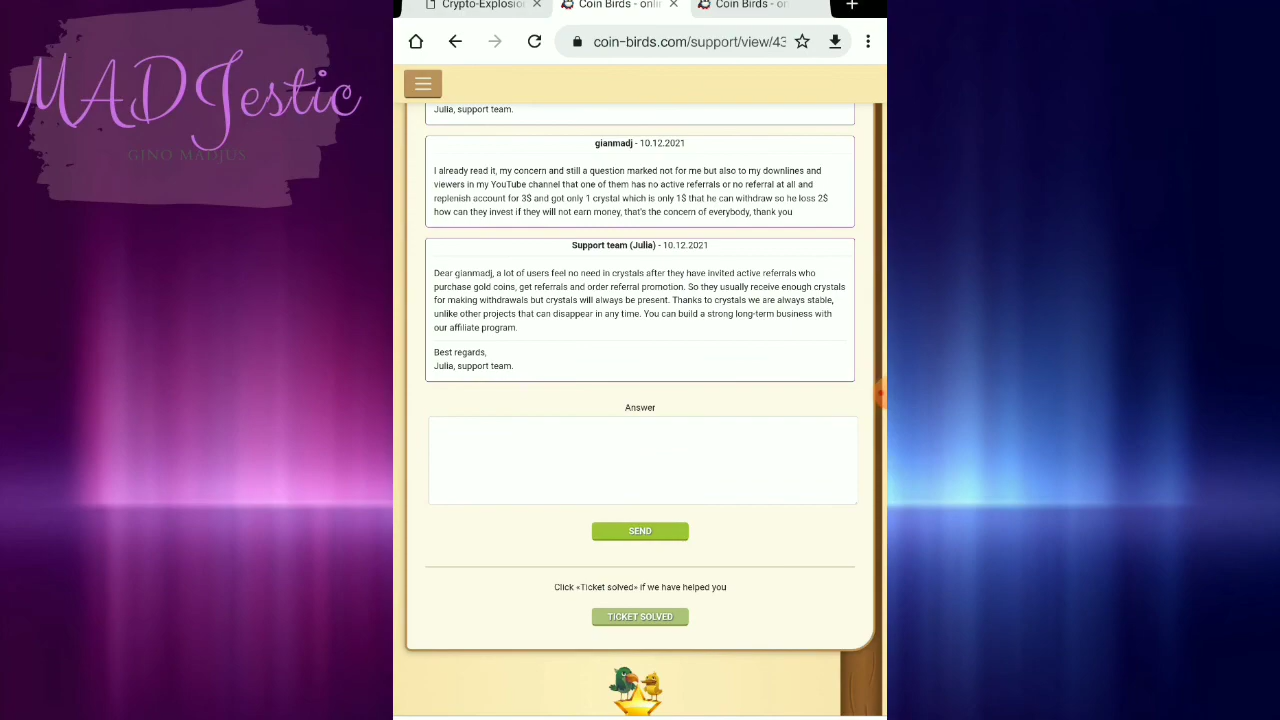 MADJestic
GINO MADJUS
Crypto-Explosion
Coin Birds - onli
Coin Birds - on
coin-birds.com/support/view/43
Julia, support team.
gianmadj - 10.12.2021
I already read it, my concern and still a question marked not for me but also to my downlines and
viewers in my YouTube channel that one of them has no active referrals or no referral at all and
replenish account for 3$ and got only 1 crystal which is only 1$ that he can withdraw so he loss 2$
how can they invest if they will not earn money, that's the concern of everybody, thank you
Support team (Julia) - 10.12.2021
Dear gianmadj, a lot of users feel no need in crystals after they have invited active referrals who
purchase gold coins, get referrals and order referral promotion. So they usually receive enough crystals
for making withdrawals but crystals will always be present. Thanks to crystals we are always stable,
unlike other projects that can disappear in any time. You can build a strong long-term business with
our affiliate program.
Best regards,
Julia, support team.
Answer
SEND
Click «Ticket solved» if we have helped you
TICKET SOLVED